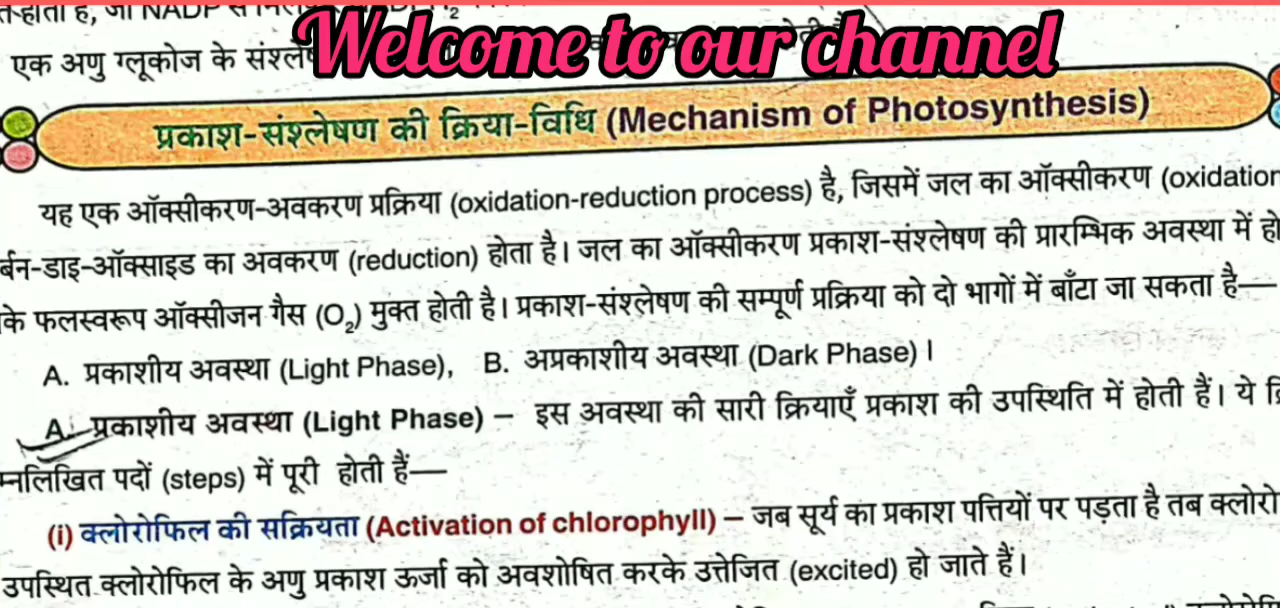 होता है, जो NADP से
Welcome to our channel
एक अणु ग्लूकोज के
प्रकाश-संश्लेषण की क्रिया-विधि (Mechanism of Photosynthesis)
यह एक ऑक्सीकरण-अवकरण प्रक्रिया (oxidation-reduction process) है, जिसमें जल का ऑक्सीकरण (oxidation
र्बन-डाइ-ऑक्साइड का अवकरण (reduction) होता है। जल का ऑक्सीकरण प्रकाश-संश्लेषण की प्रारम्भिक अवस्था में हो
के फलस्वरूप ऑक्सीजन गैस (O₂) मुक्त होती है। प्रकाश-संश्लेषण की सम्पूर्ण प्रक्रिया को दो भागों में बाँटा जा सकता है—
A. प्रकाशीय अवस्था (Light Phase), B. अप्रकाशीय अवस्था (Dark Phase) ।
A. प्रकाशीय अवस्था (Light Phase) – इस अवस्था की सारी क्रियाएँ प्रकाश की उपस्थिति में होती हैं। ये
म्नलिखित पदों (steps) में पूरी होती हैं—
(i) क्लोरोफिल की सक्रियता (Activation of chlorophyll) – जब सूर्य का प्रकाश पत्तियों पर पड़ता है तब क्लोरो
उपस्थित क्लोरोफिल के अणु प्रकाश ऊर्जा को अवशोषित करके उत्तेजित (excited) हो जाते हैं।